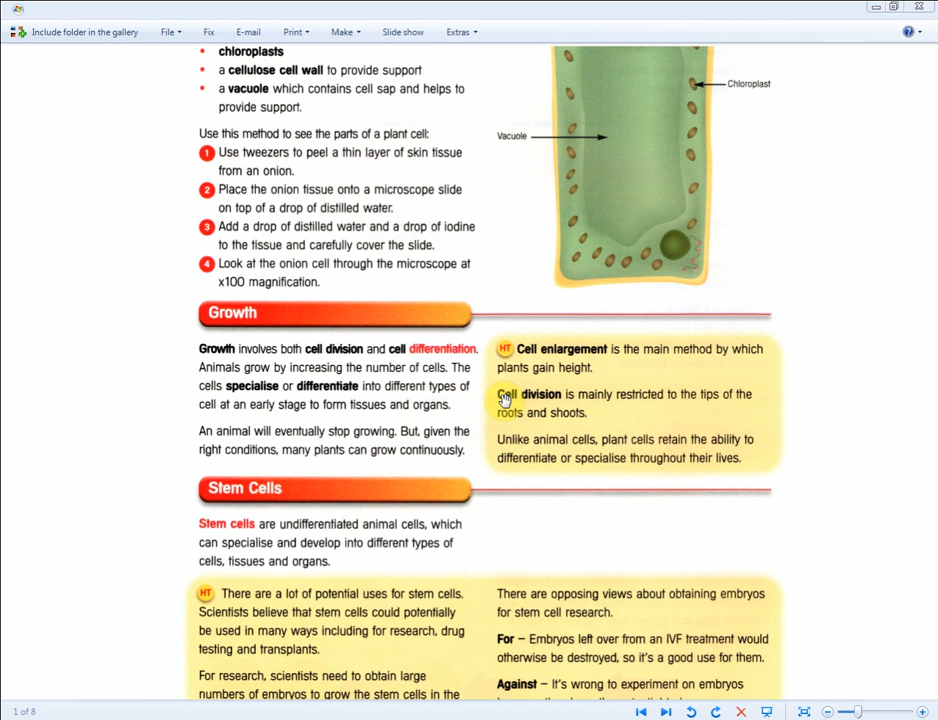 Include folder in the gallery File Fix E-mail Print Make Slide show Extras
• chloroplasts
• a cellulose cell wall to provide support
• a vacuole which contains cell sap and helps to
provide support.
Use this method to see the parts of a plant cell:
1 Use tweezers to peel a thin layer of skin tissue
from an onion.
2 Place the onion tissue onto a microscope slide
on top of a drop of distilled water.
3 Add a drop of distilled water and a drop of iodine
to the tissue and carefully cover the slide.
4 Look at the onion cell through the microscope at
x100 magnification.
Chloroplast
Vacuole
Growth
Growth involves both cell division and cell differentiation.
Animals grow by increasing the number of cells. The
cells specialise or differentiate into different types of
cell at an early stage to form tissues and organs.
An animal will eventually stop growing. But, given the
right conditions, many plants can grow continuously.
HT Cell enlargement is the main method by which
plants gain height.
Cell division is mainly restricted to the tips of the
roots and shoots.
Unlike animal cells, plant cells retain the ability to
differentiate or specialise throughout their lives.
Stem Cells
Stem cells are undifferentiated animal cells, which
can specialise and develop into different types of
cells, tissues and organs.
HT There are a lot of potential uses for stem cells.
Scientists believe that stem cells could potentially
be used in many ways including for research, drug
testing and transplants.
For research, scientists need to obtain large
numbers of embryos to grow the stem cells in the
There are opposing views about obtaining embryos
for stem cell research.
For – Embryos left over from an IVF treatment would
otherwise be destroyed, so it's a good use for them.
Against – It's wrong to experiment on embryos
1 of 8